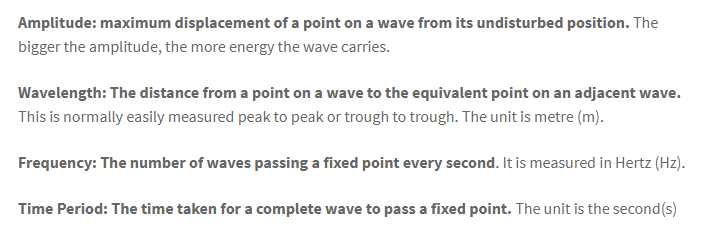 Amplitude: maximum displacement of a point on a wave from its undisturbed position. The
bigger the amplitude, the more energy the wave carries.
Wavelength: The distance from a point on a wave to the equivalent point on an adjacent wave.
This is normally easily measured peak to peak or trough to trough. The unit is metre (m).
Frequency: The number of waves passing a fixed point every second. It is measured in Hertz (Hz).
Time Period: The time taken for a complete wave to pass a fixed point. The unit is the second(s)